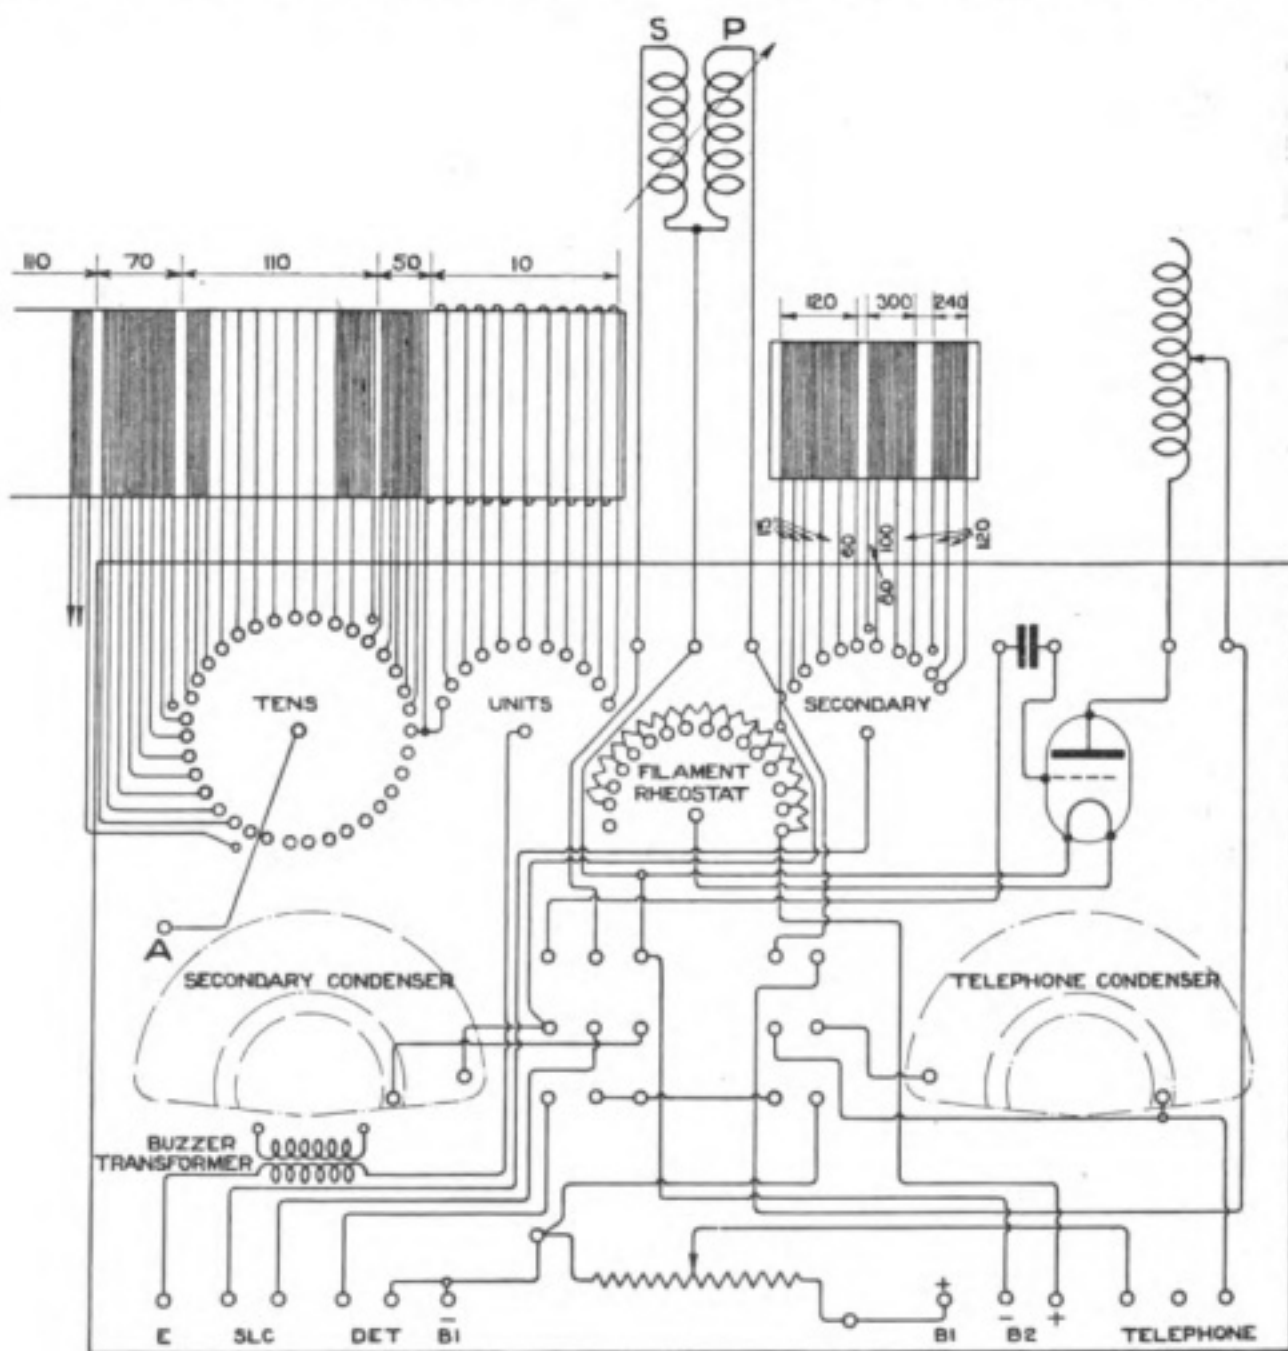 S P
110 70 110 50 10
120 300 240
15 60 80 100 120
TENS
UNITS
SECONDARY
FILAMENT
RHEOSTAT
A
SECONDARY CONDENSER
TELEPHONE CONDENSER
BUZZER
TRANSFORMER
+ - +
-
E SLC DET B1 B1 B2 TELEPHONE